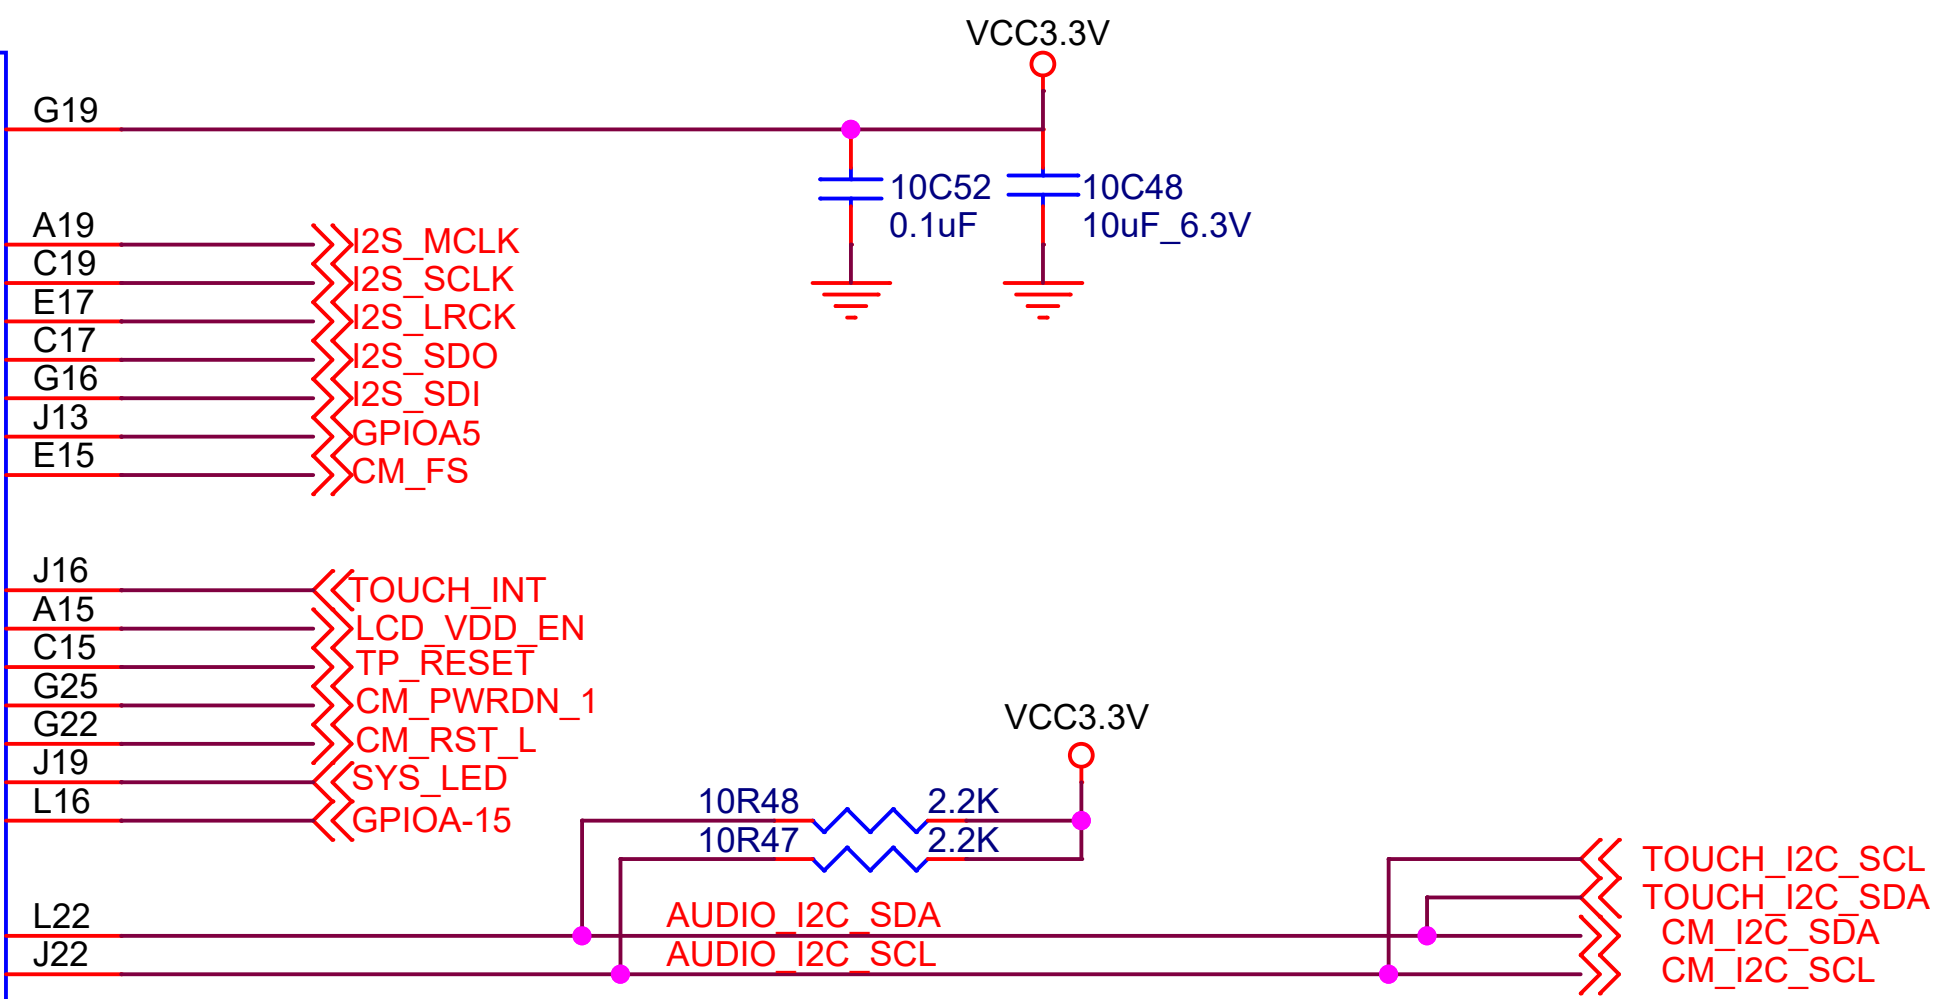 VCC3.3V
G19
10C52
10C48
0.1uF
10uF_6.3V
A19
I2S_MCLK
C19
I2S_SCLK
E17
I2S_LRCK
C17
I2S_SDO
G16
I2S_SDI
J13
GPIOA5
E15
CM_FS
J16
TOUCH_INT
A15
LCD_VDD_EN
C15
TP_RESET
G25
CM_PWRDN_1
G22
CM_RST_L
J19
SYS_LED
L16
GPIOA-15
VCC3.3V
10R48
2.2K
10R47
2.2K
TOUCH_I2C_SCL
TOUCH_I2C_SDA
L22
AUDIO_I2C_SDA
CM_I2C_SDA
J22
AUDIO_I2C_SCL
CM_I2C_SCL